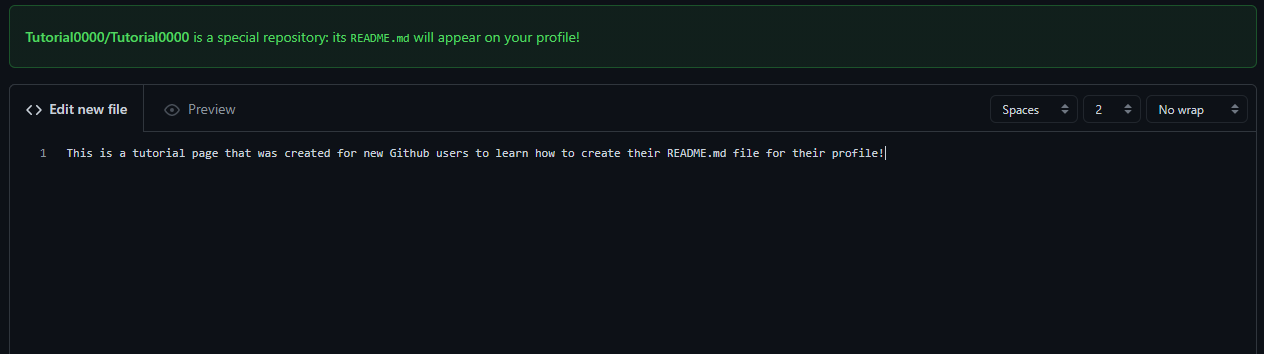 Tutorial0000/Tutorial0000 is a special repository: its README.md will appear on your profile!
<> Edit new file Preview Spaces 2 No wrap
1 This is a tutorial page that was created for new Github users to learn how to create their README.md file for their profile!